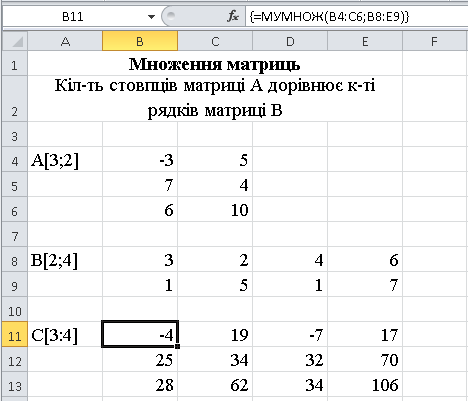 B11 fx {=МУМНОЖ(B4:C6;B8:E9)}
A B C D E F
1 Множення матриць
Кіл-ть стовпців матриці А дорівнює к-ті
2 рядків матриці В
3
4 A[3;2] -3 5
5 7 4
6 6 10
7
8 B[2;4] 3 2 4 6
9 1 5 1 7
10
11 C[3:4] -4 19 -7 17
12 25 34 32 70
13 28 62 34 106